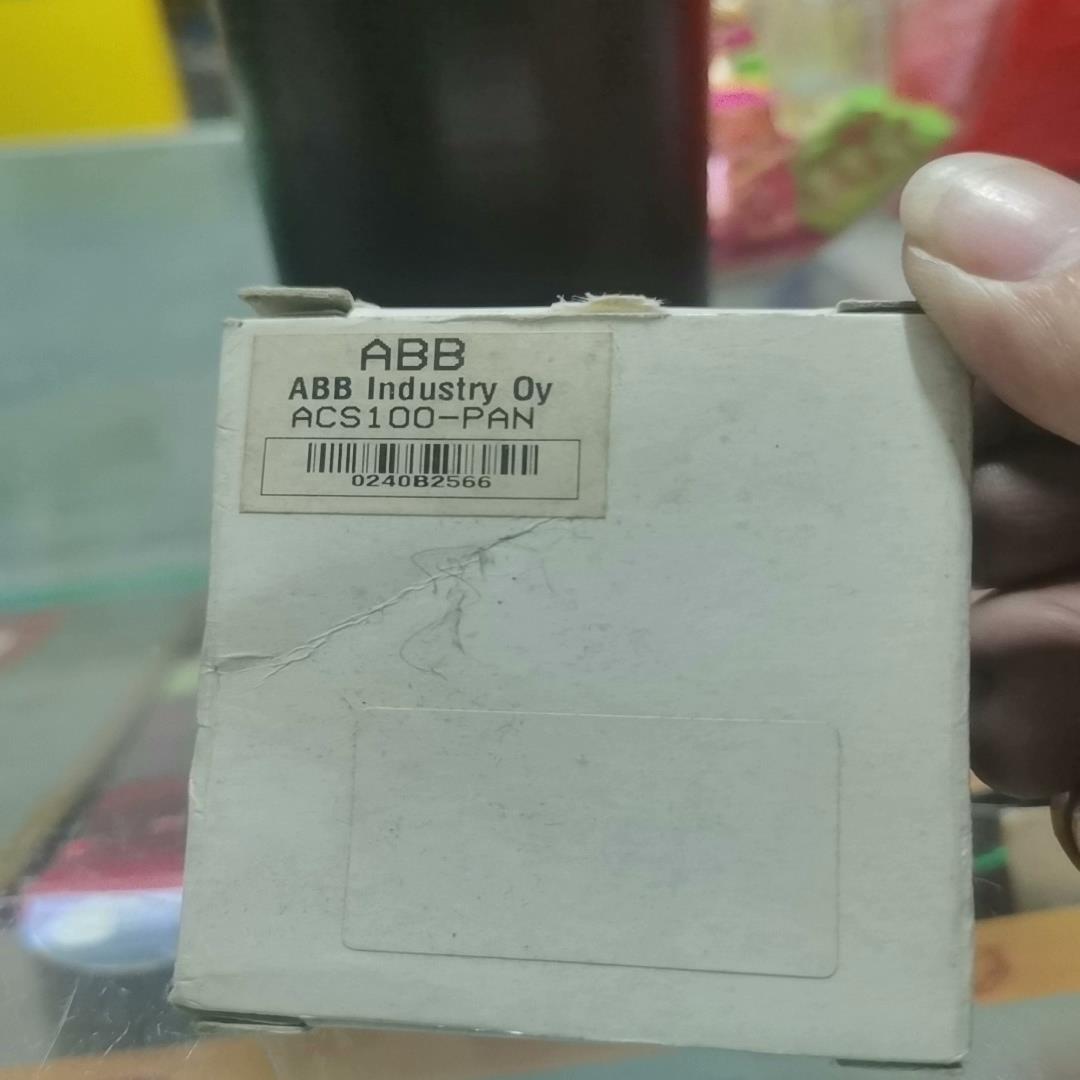 ABB
ABB Industry Oy
ACS100-PAN
0240B2566